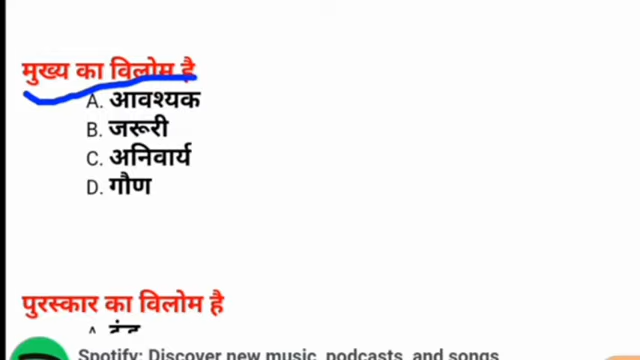 मुख्य का विलोम है
A. आवश्यक
B. जरूरी
C. अनिवार्य
D. गौण
पुरस्कार का विलोम है
A. दंड
Spotify: Discover new music, podcasts, and songs